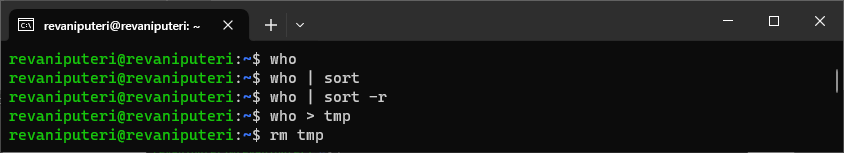 revaniputeri@revaniputeri: ~
revaniputeri@revaniputeri:~$ who
revaniputeri@revaniputeri:~$ who | sort
revaniputeri@revaniputeri:~$ who | sort -r
revaniputeri@revaniputeri:~$ who > tmp
revaniputeri@revaniputeri:~$ rm tmp